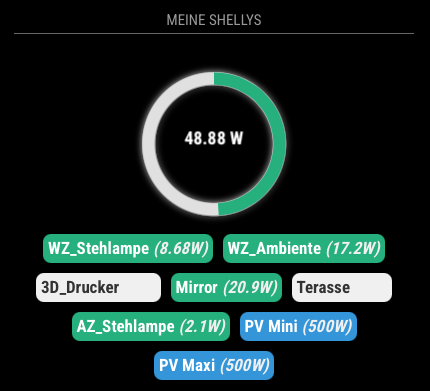 MEINE SHELLYS
48.88 W
WZ_Stehlampe (8.68W) WZ_Ambiente (17.2W)
3D_Drucker Mirror (20.9W) Terasse
AZ_Stehlampe (2.1W) PV Mini (500W)
PV Maxi (500W)